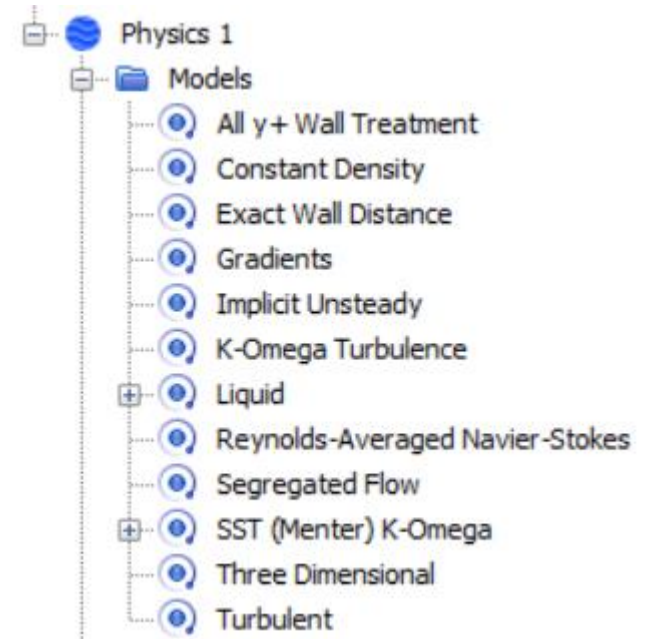 Physics 1
Models
All y+ Wall Treatment
Constant Density
Exact Wall Distance
Gradients
Implicit Unsteady
K-Omega Turbulence
Liquid
Reynolds-Averaged Navier-Stokes
Segregated Flow
SST (Menter) K-Omega
Three Dimensional
Turbulent